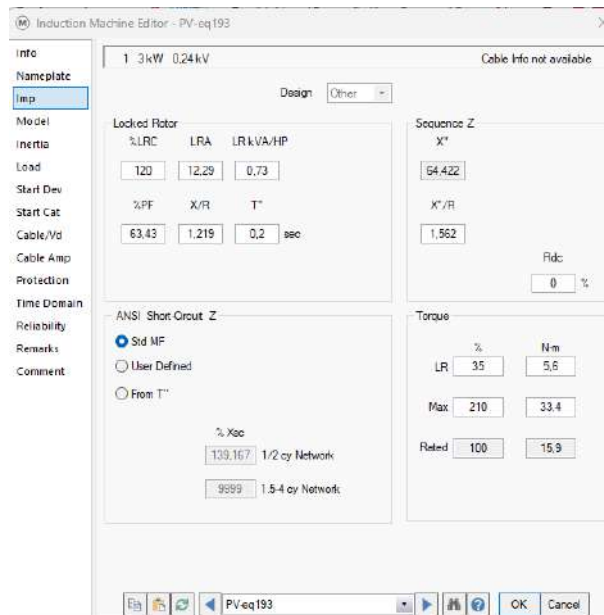 Induction Machine Editor - PV-eq193
Info
Nameplate
Imp
Model
Inertia
Load
Start Dev
Start Cat
Cable/Vd
Cable Amp
Protection
Time Domain
Reliability
Remarks
Comment
1 3 kW 0.24 kV Cable Info not available
Design Other
Locked Rotor
%LRC LRA LR kVA/HP
120 12,29 0,73
%PF X/R T"
63,43 1,219 0,2 sec
Sequence Z
X"
64,422
X"/R
1,562
Rdc
0 %
ANSI Short Circuit Z
Std MF
User Defined
From T"
% Xsc
139,167 1/2 cy Network
9999 1.5-4 cy Network
Torque
% N-m
LR 35 5,6
Max 210 33,4
Rated 100 15,9
PV-eq193 OK Cancel